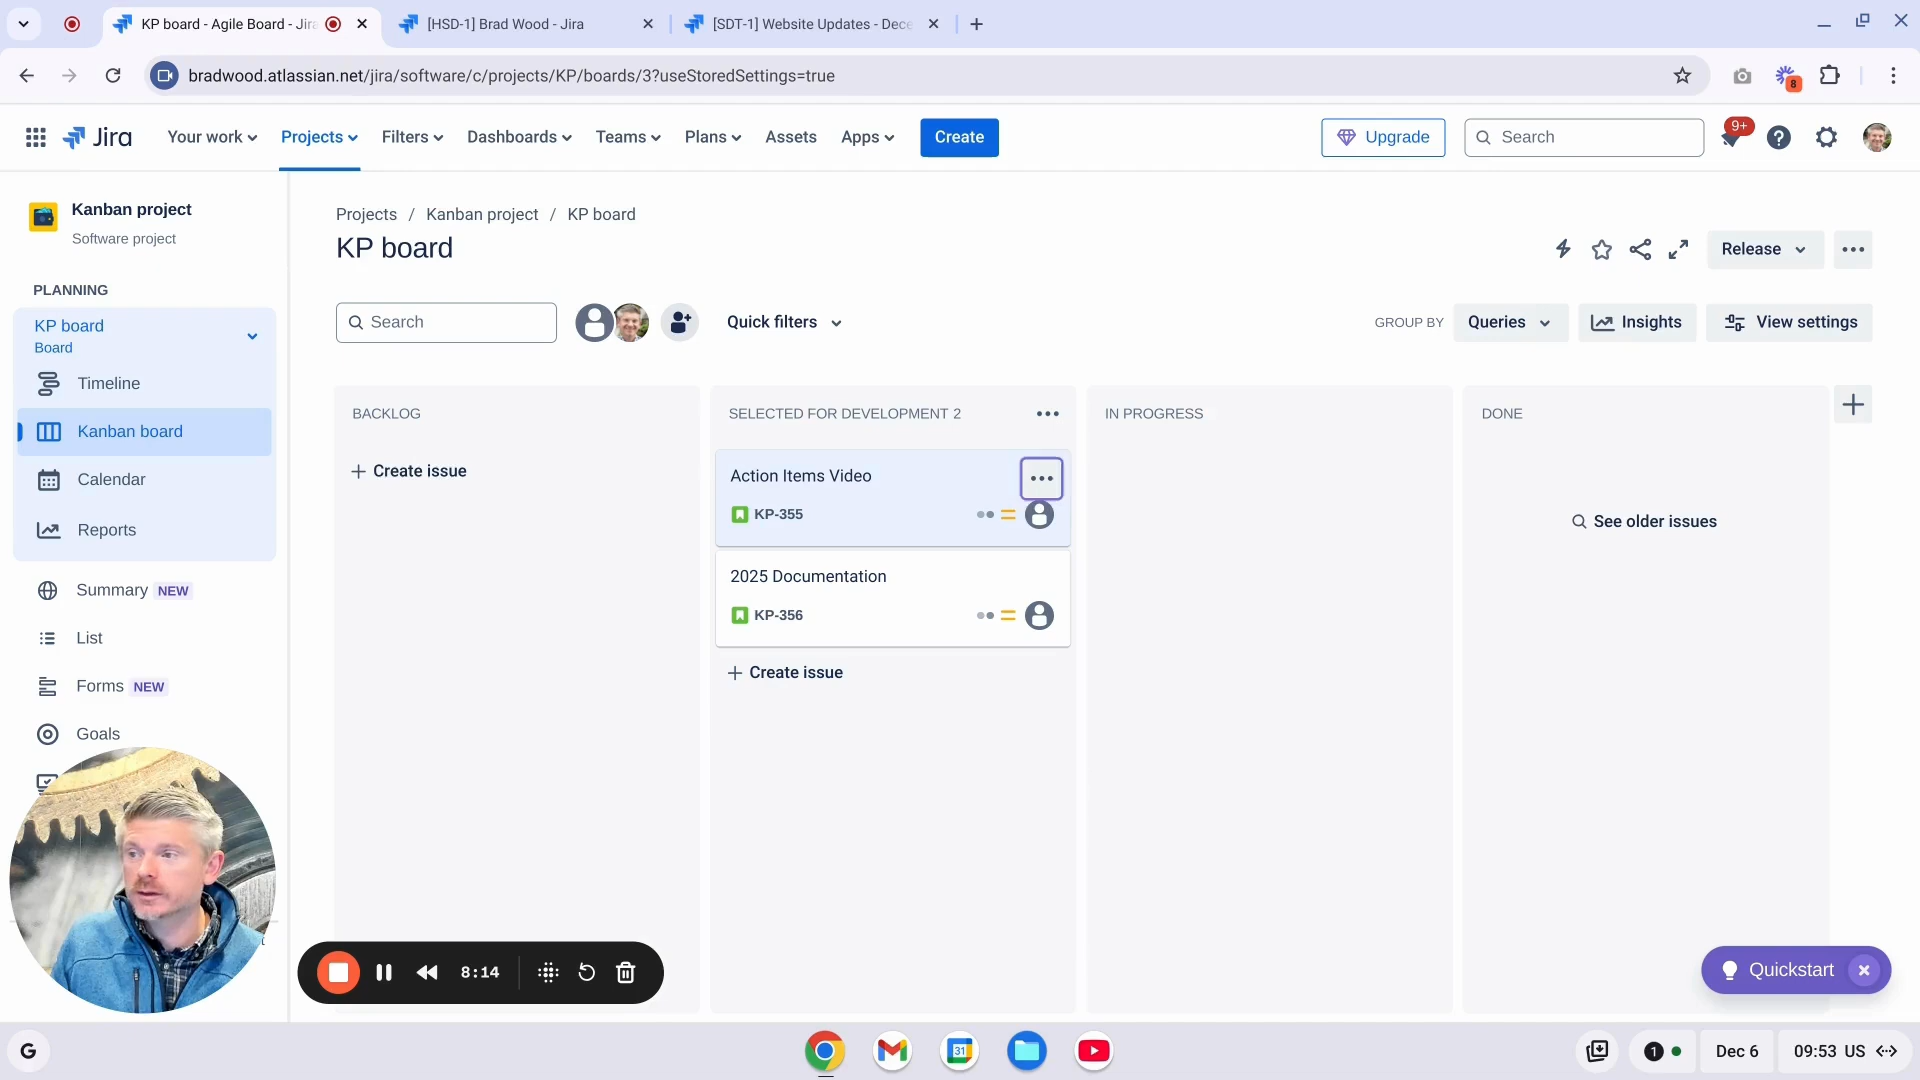 KP board - Agile Board - Jira
[HSD-1] Brad Wood - Jira
[SDT-1] Website Updates - Dece
bradwood.atlassian.net/jira/software/c/projects/KP/boards/3?useStoredSettings=true
8
Jira
Your work
Projects
Filters
Dashboards
Teams
Plans
Assets
Apps
Create
Upgrade
Search
9+
Kanban project
Software project
PLANNING
KP board
Board
Timeline
Kanban board
Calendar
Reports
Summary NEW
List
Forms NEW
Goals
Projects / Kanban project / KP board
KP board
Release
Search
Quick filters
GROUP BY
Queries
Insights
View settings
BACKLOG
Create issue
SELECTED FOR DEVELOPMENT 2
Action Items Video
KP-355
2025 Documentation
KP-356
Create issue
IN PROGRESS
DONE
See older issues
8:14
Quickstart
G
31
1
Dec 6
09:53 US